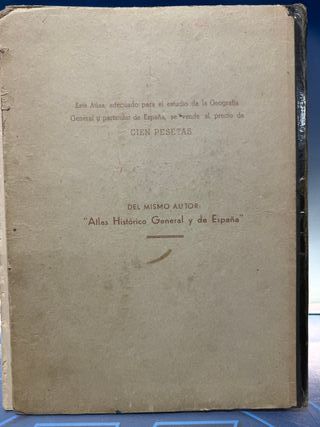 Este Atlas, adecuado para el estudio de la Geografía
General y particular de España, se vende al precio de
CIEN PESETAS
DEL MISMO AUTOR:
"Atlas Histórico General y de España"